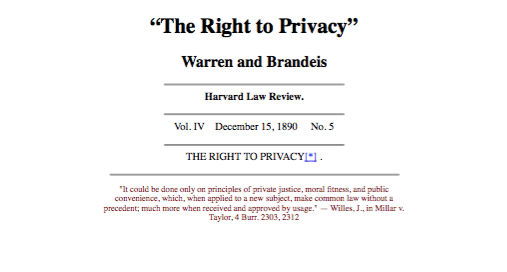 “The Right to Privacy”
Warren and Brandeis
Harvard Law Review.
Vol. IV December 15, 1890 No. 5
THE RIGHT TO PRIVACY[*] .
"It could be done only on principles of private justice, moral fitness, and public
convenience, which, when applied to a new subject, make common law without a
precedent; much more when received and approved by usage." — Willes, J., in Millar v.
Taylor, 4 Burr. 2303, 2312